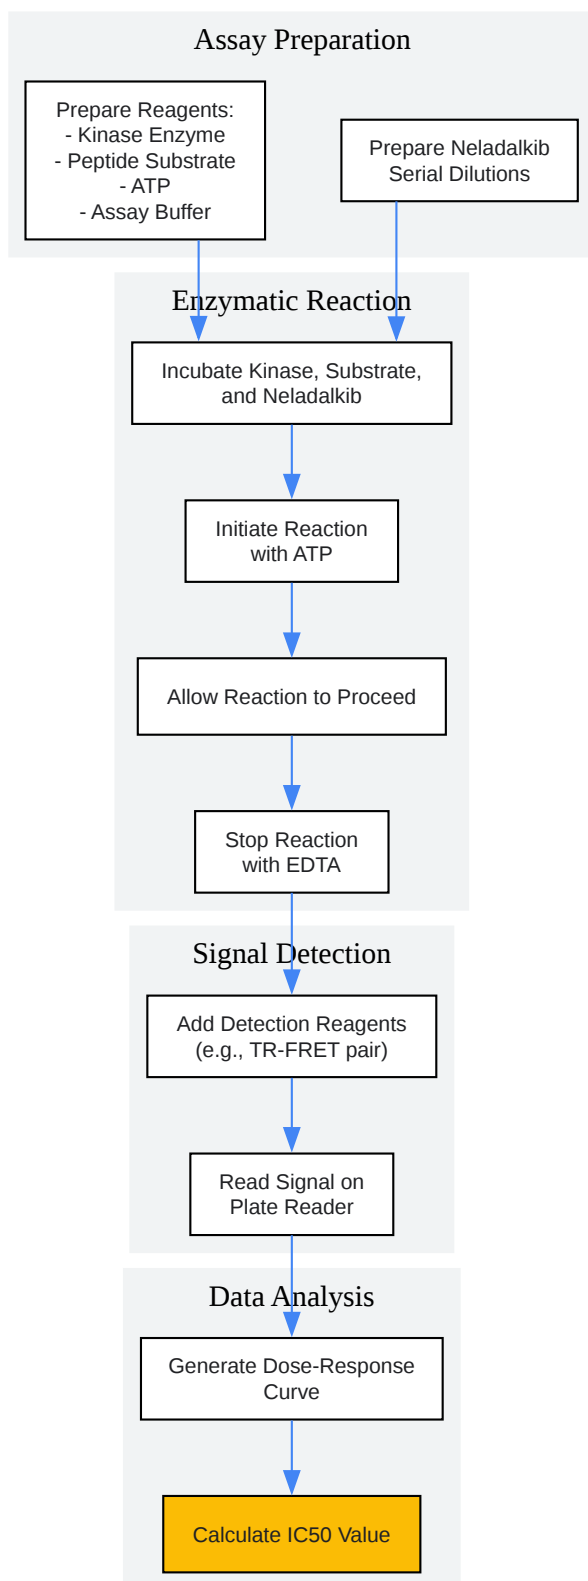 Assay Preparation
Prepare Reagents:
- Kinase Enzyme
- Peptide Substrate
- ATP
- Assay Buffer
Prepare Neladalkib
Serial Dilutions
Enzymatic Reaction
Incubate Kinase, Substrate,
and Neladalkib
Initiate Reaction
with ATP
Allow Reaction to Proceed
Stop Reaction
with EDTA
Signal Detection
Add Detection Reagents
(e.g., TR-FRET pair)
Read Signal on
Plate Reader
Data Analysis
Generate Dose-Response
Curve
Calculate IC50 Value